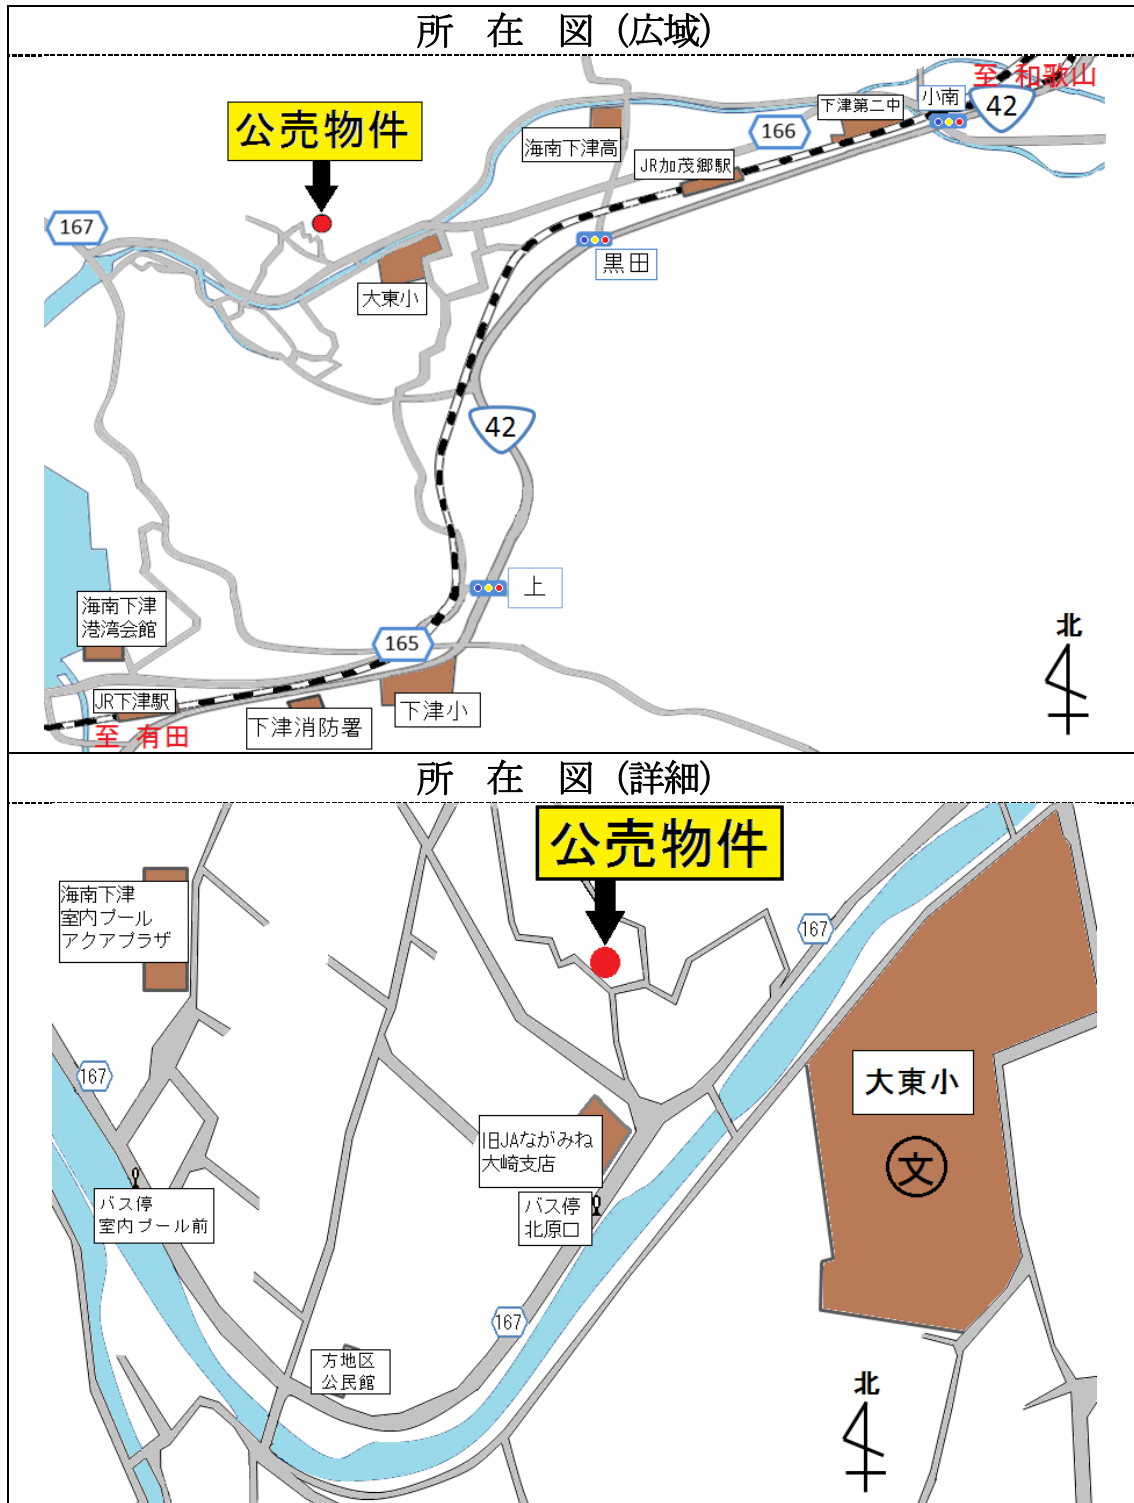 所 在 図 (広域)
至 和歌山
公売物件
166
下津第二中
小南
42
海南下津高
JR加茂郷駅
167
黒田
大東小
42
上
海南下津
港湾会館
165
JR下津駅
下津小
下津消防署
至 有田
北
所 在 図 (詳細)
公売物件
海南下津
室内プール
アクアプラザ
167
167
大東小
文
旧JAながみね
大崎支店
バス停
室内プール前
バス停
北原口
167
方地区
公民館
北